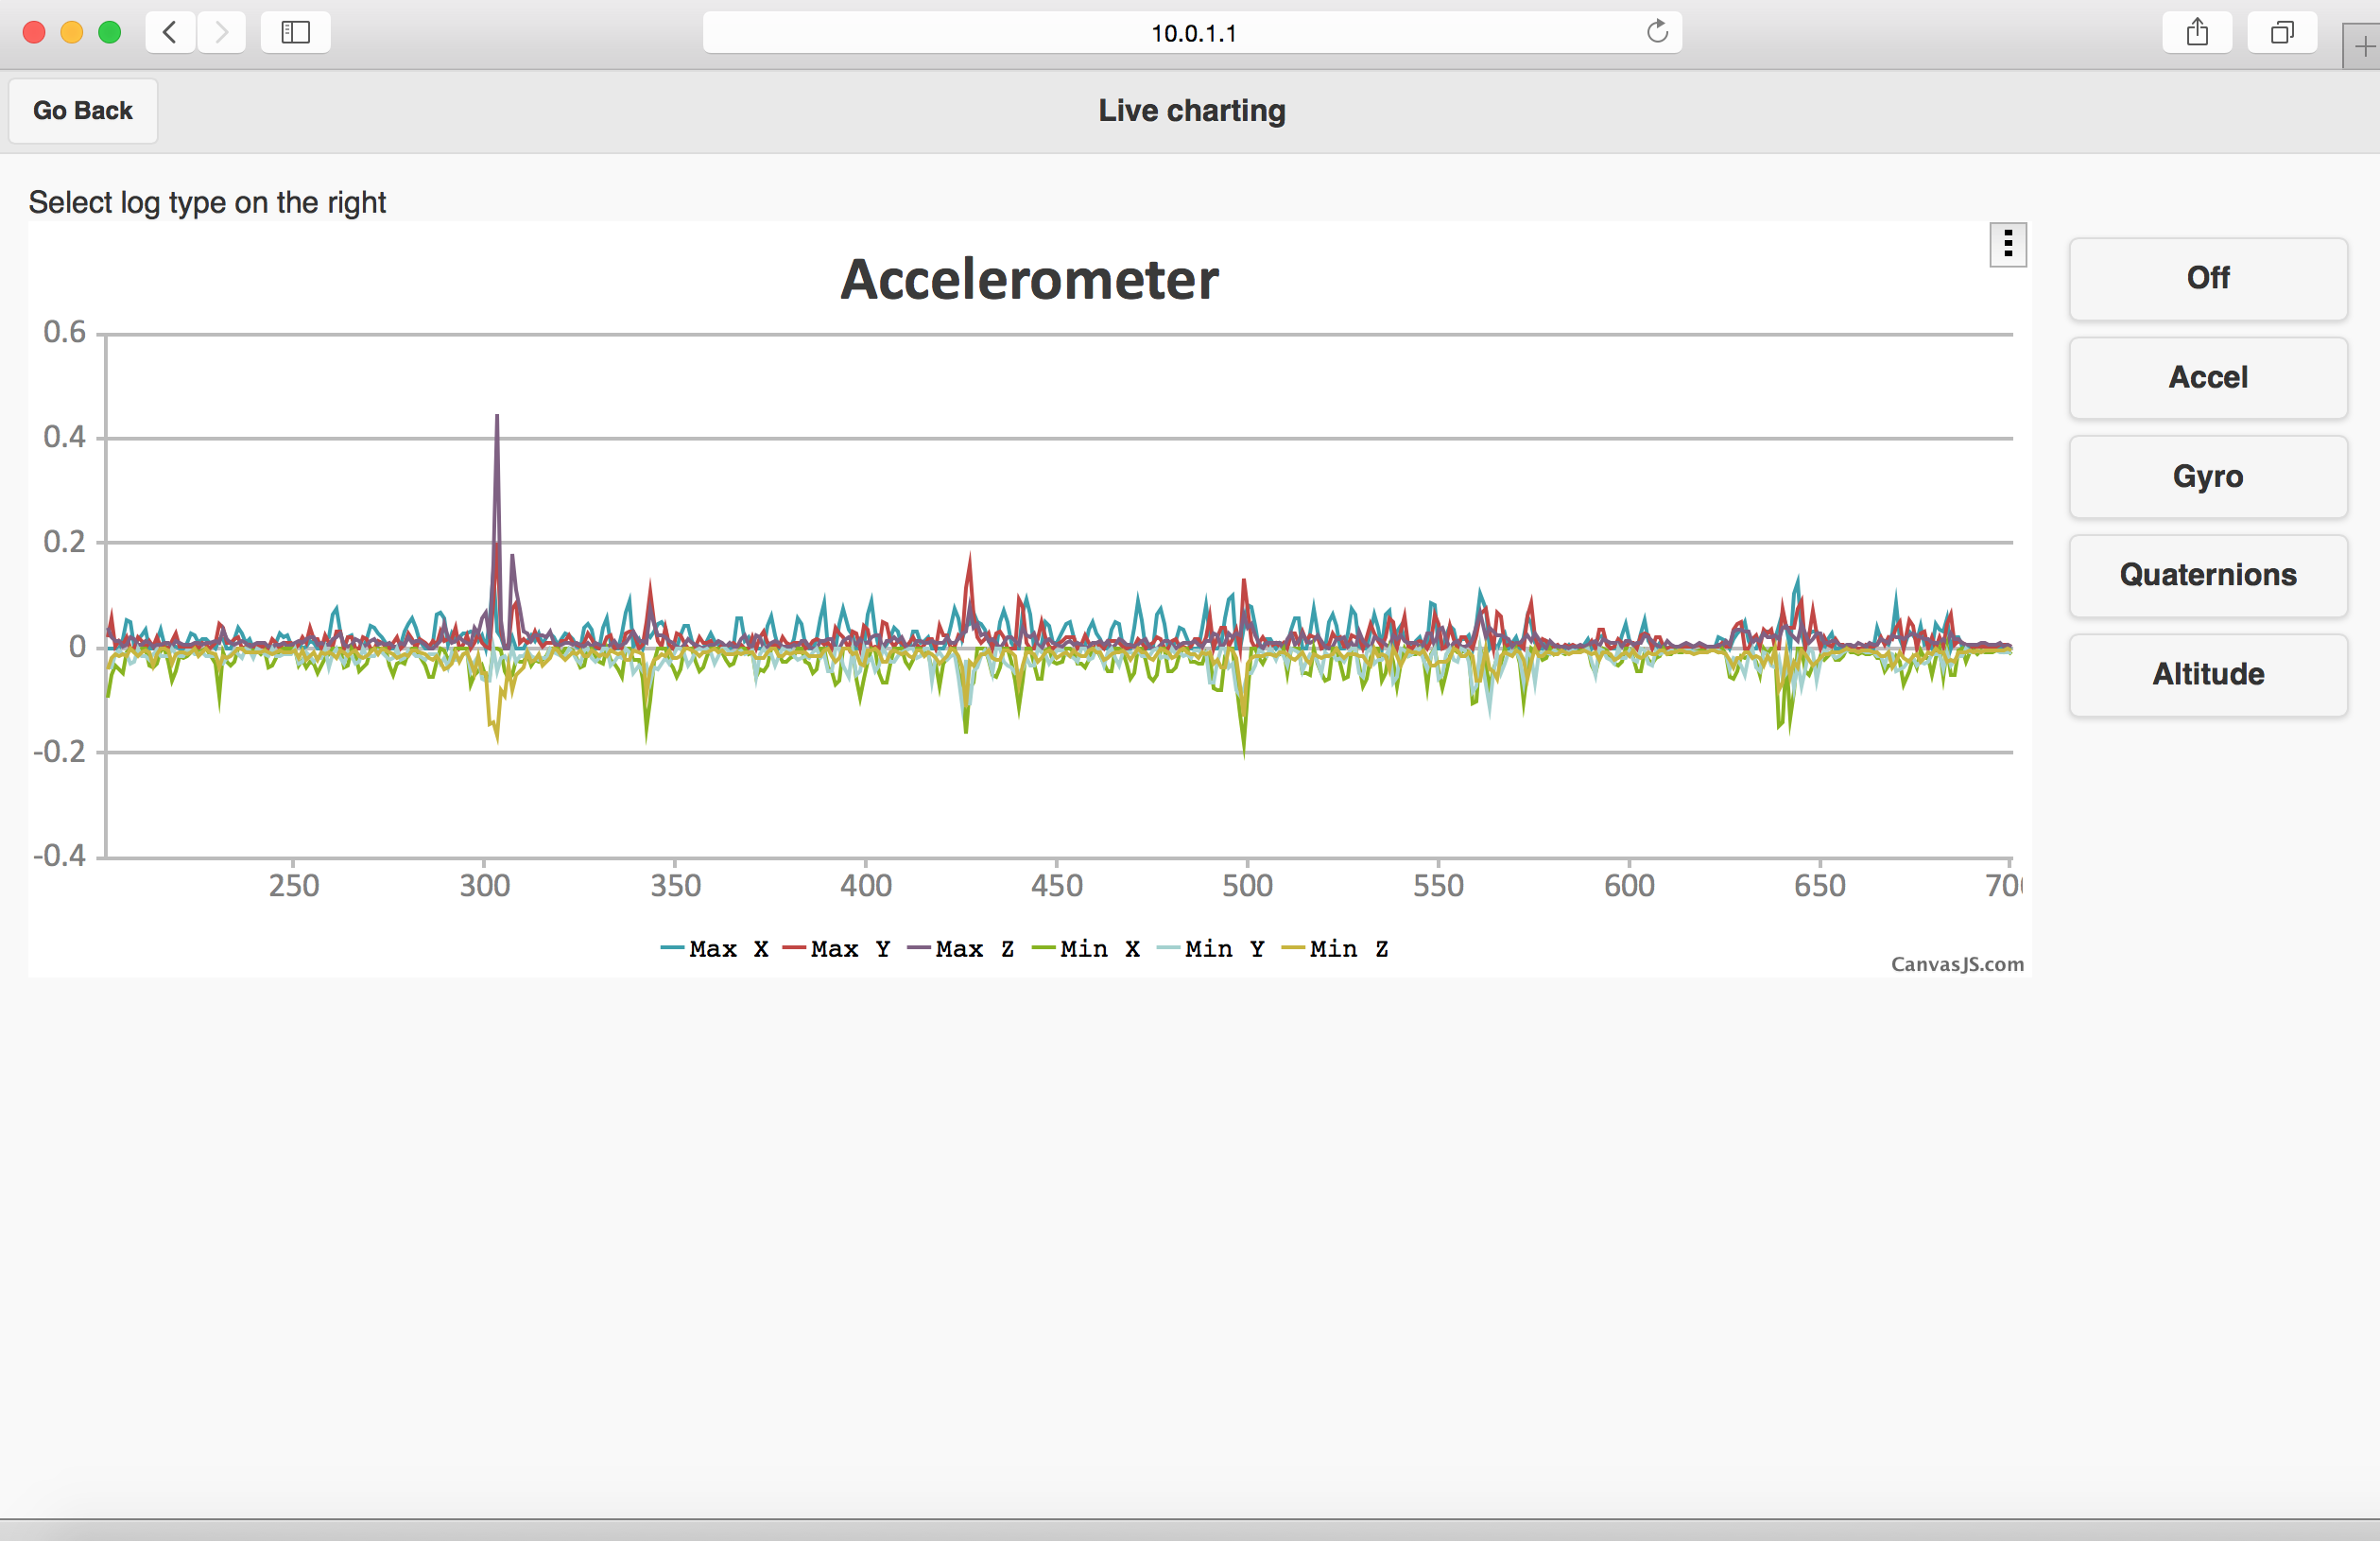 10.0.1.1
Go Back
Live charting
Select log type on the right
Accelerometer
0.6
0.4
0.2
0
-0.2
-0.4
250 300 350 400 450 500 550 600 650 70
Max X Max Y Max Z Min X Min Y Min Z
CanvasJS.com
Off
Accel
Gyro
Quaternions
Altitude